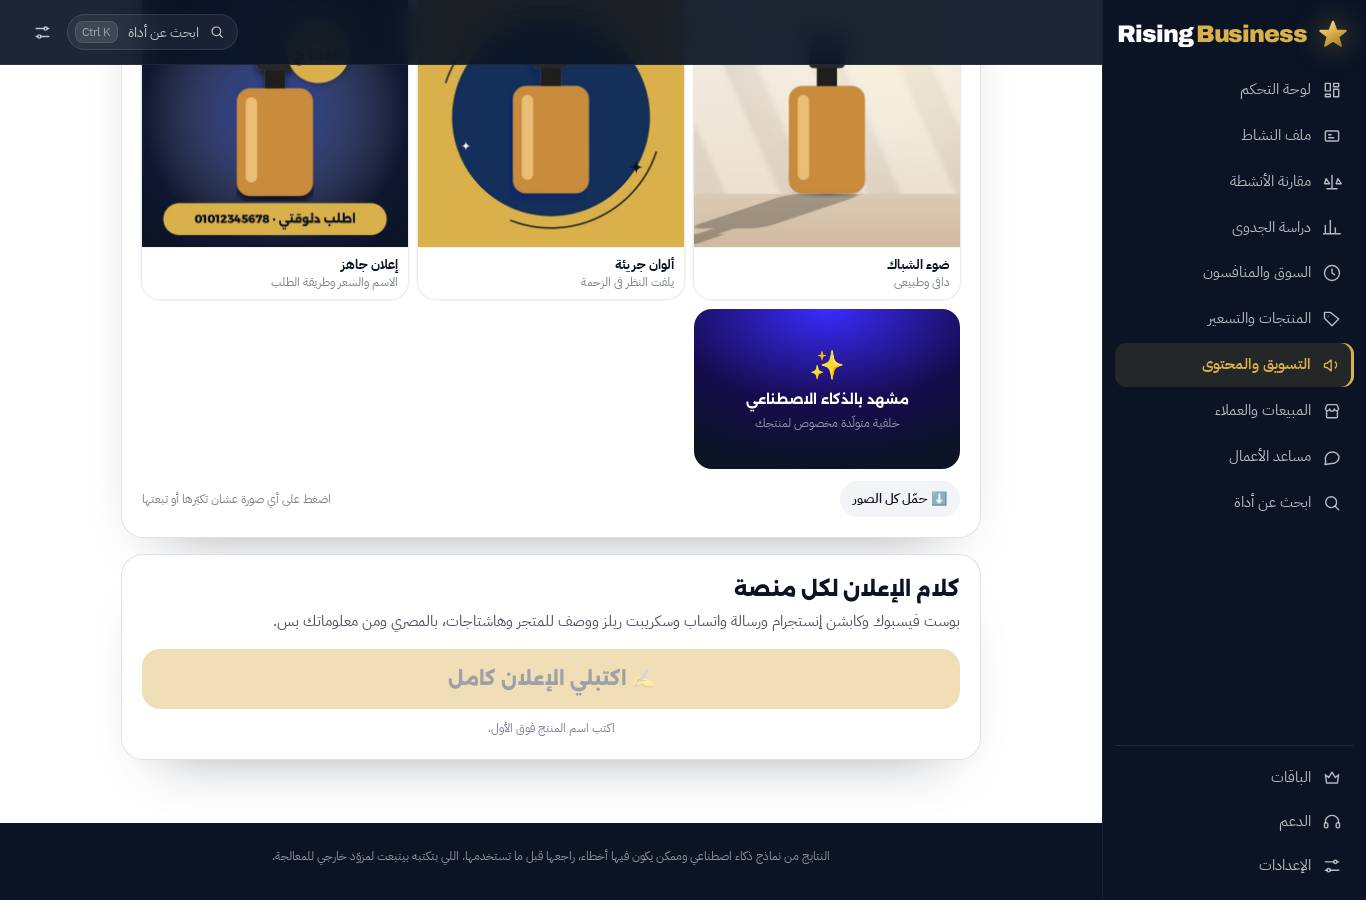 Rising Business
ابحث عن أداة
Ctrl K
لوحة التحكم
ملف النشاط
مقارنة الأنشطة
دراسة الجدوى
السوق والمنافسون
المنتجات والتسعير
التسويق والمحتوى
المبيعات والعملاء
مساعد الأعمال
ابحث عن أداة
الباقات
الدعم
الإعدادات
اطلب دلوقتي · 01012345678
ضوء الشباك
دافي وطبيعي
ألوان جريئة
يلفت النظر في الزحمة
إعلان جاهز
الاسم والسعر وطريقة الطلب
مشهد بالذكاء الاصطناعي
خلفية متولّدة مخصوص لمنتجك
حمّل كل الصور
اضغط على أي صورة عشان تكبّرها أو تبعتها
كلام الإعلان لكل منصة
بوست فيسبوك وكابشن إنستجرام ورسالة واتساب وسكريبت ريلز ووصف للمتجر وهاشتاجات، بالمصري ومن معلوماتك بس.
اكتبلي الإعلان كامل
اكتب اسم المنتج فوق الأول.
النتايج من نماذج ذكاء اصطناعي وممكن يكون فيها أخطاء، راجعها قبل ما تستخدمها. اللي بتكتبه بيتبعت لمزوّد خارجي للمعالجة.